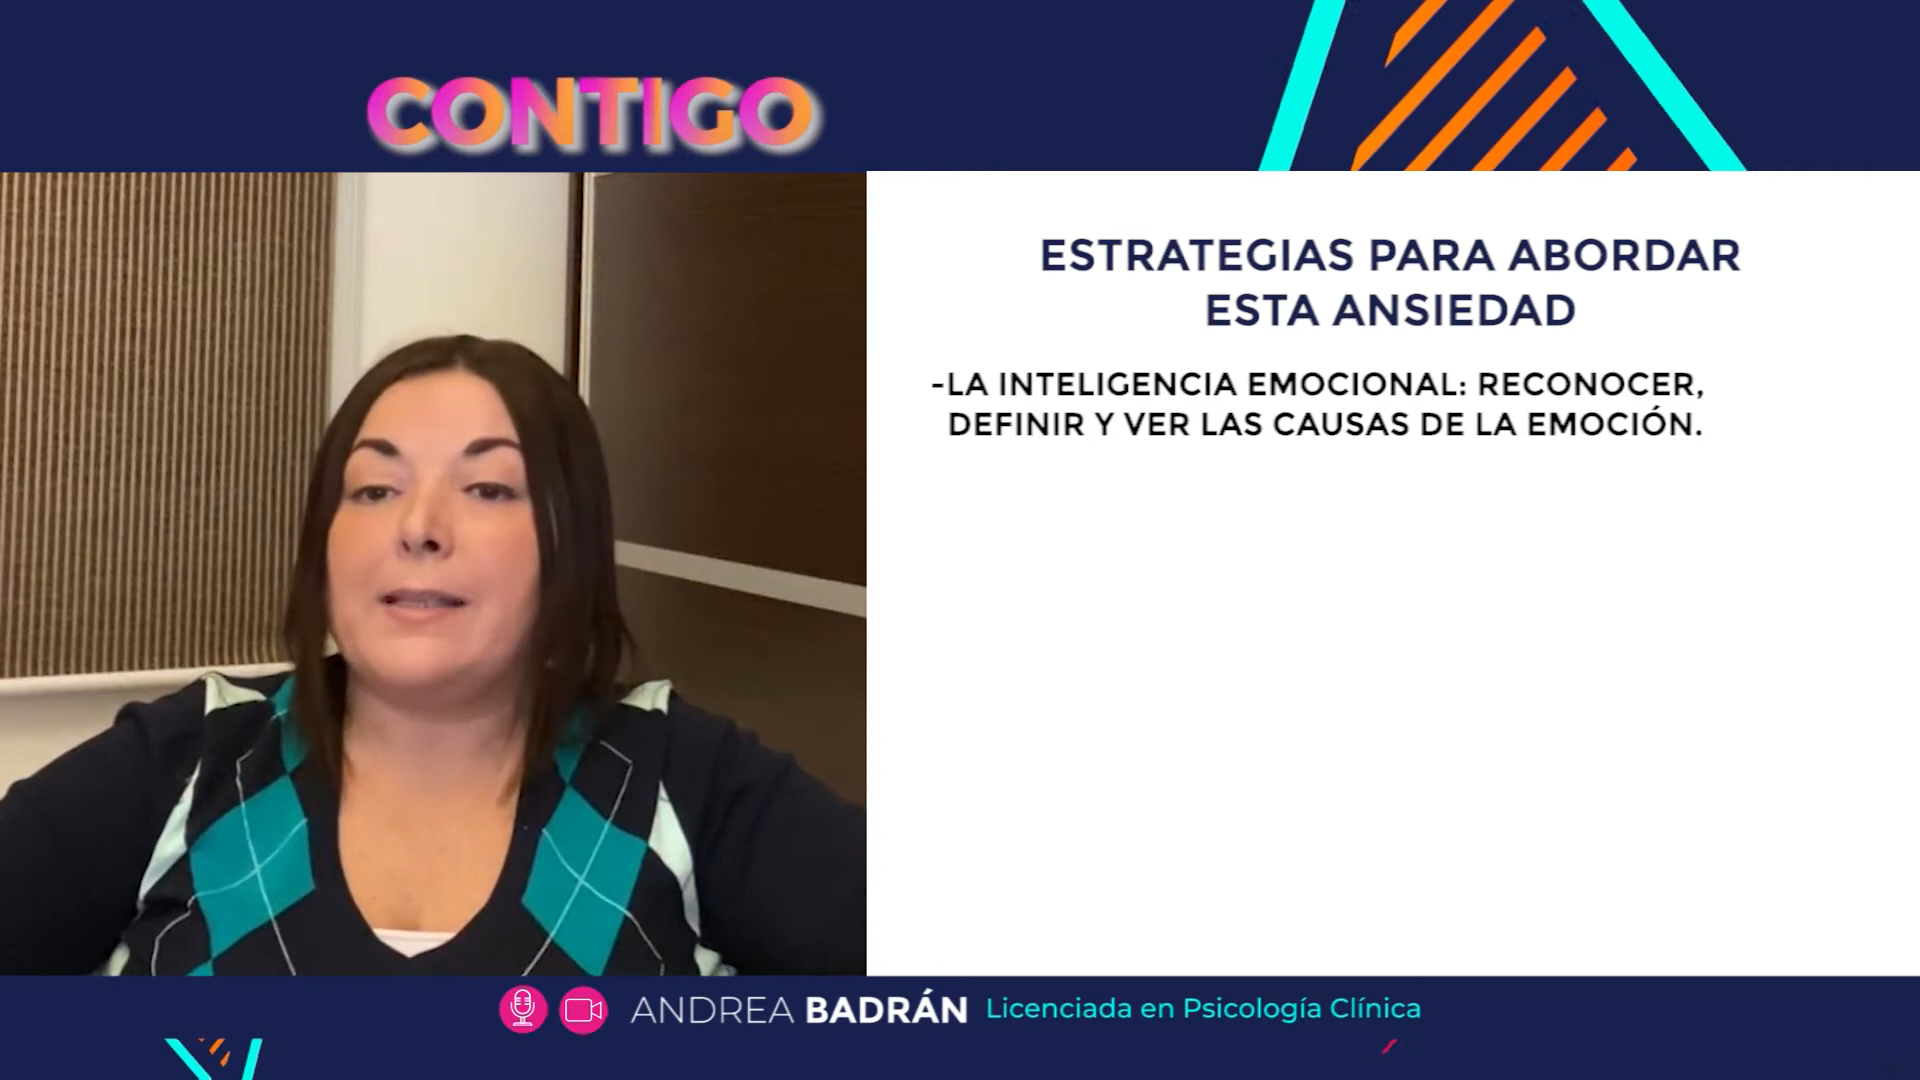 CONTIGO
ESTRATEGIAS PARA ABORDAR
ESTA ANSIEDAD
-LA INTELIGENCIA EMOCIONAL: RECONOCER,
DEFINIR Y VER LAS CAUSAS DE LA EMOCIÓN.
ANDREA BADRÁN Licenciada en Psicología Clínica